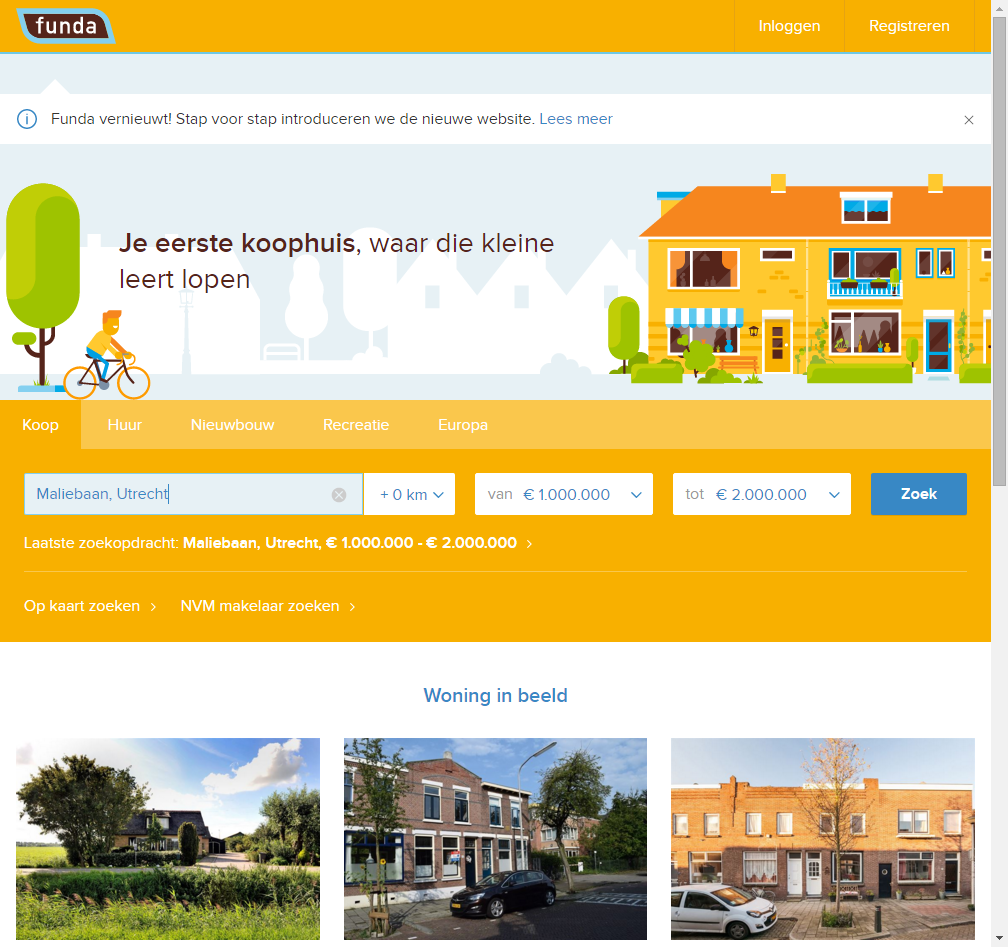 funda
Inloggen
Registreren
Funda vernieuwt! Stap voor stap introduceren we de nieuwe website. Lees meer
Je eerste koophuis, waar die kleine
leert lopen
Koop
Huur
Nieuwbouw
Recreatie
Europa
Maliebaan, Utrecht
+ 0 km
van € 1.000.000
tot € 2.000.000
Zoek
Laatste zoekopdracht: Maliebaan, Utrecht, € 1.000.000 - € 2.000.000 ›
Op kaart zoeken ›
NVM makelaar zoeken ›
Woning in beeld